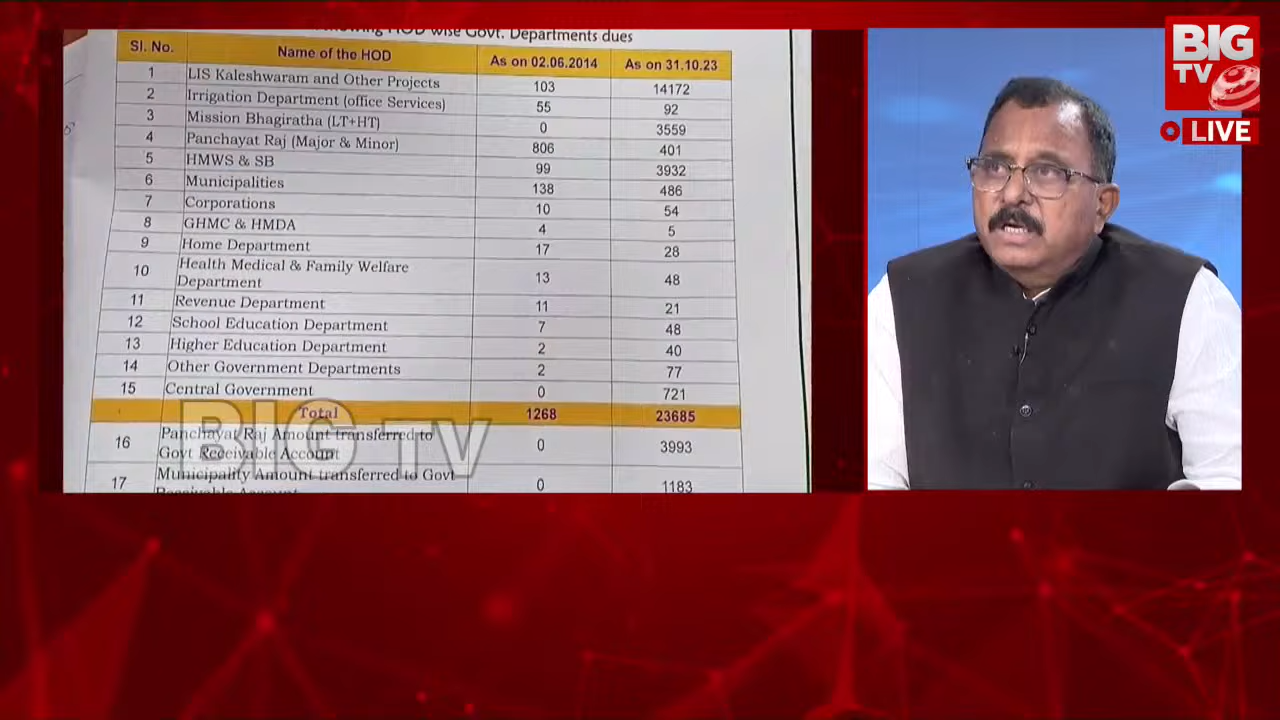 HOD wise Govt. Departments dues
Sl. No. Name of the HOD As on 02.06.2014 As on 31.10.23
1 LIS Kaleshwaram and Other Projects 103 14172
2 Irrigation Department (office Services) 55 92
3 Mission Bhagiratha (LT+HT) 0 3559
4 Panchayat Raj (Major & Minor) 806 401
5 HMWS & SB 99 3932
6 Municipalities 138 486
7 Corporations 10 54
8 GHMC & HMDA 4 5
9 Home Department 17 28
10 Health Medical & Family Welfare
Department 13 48
11 Revenue Department 11 21
12 School Education Department 7 48
13 Higher Education Department 2 40
14 Other Government Departments 2 77
15 Central Government 0 721
Total 1268 23685
16 Panchayat Raj Amount transferred to
Govt Receivable Account 0 3993
17 Municipality Amount transferred to Govt
0 1183
BIG TV
BIG
TV
LIVE